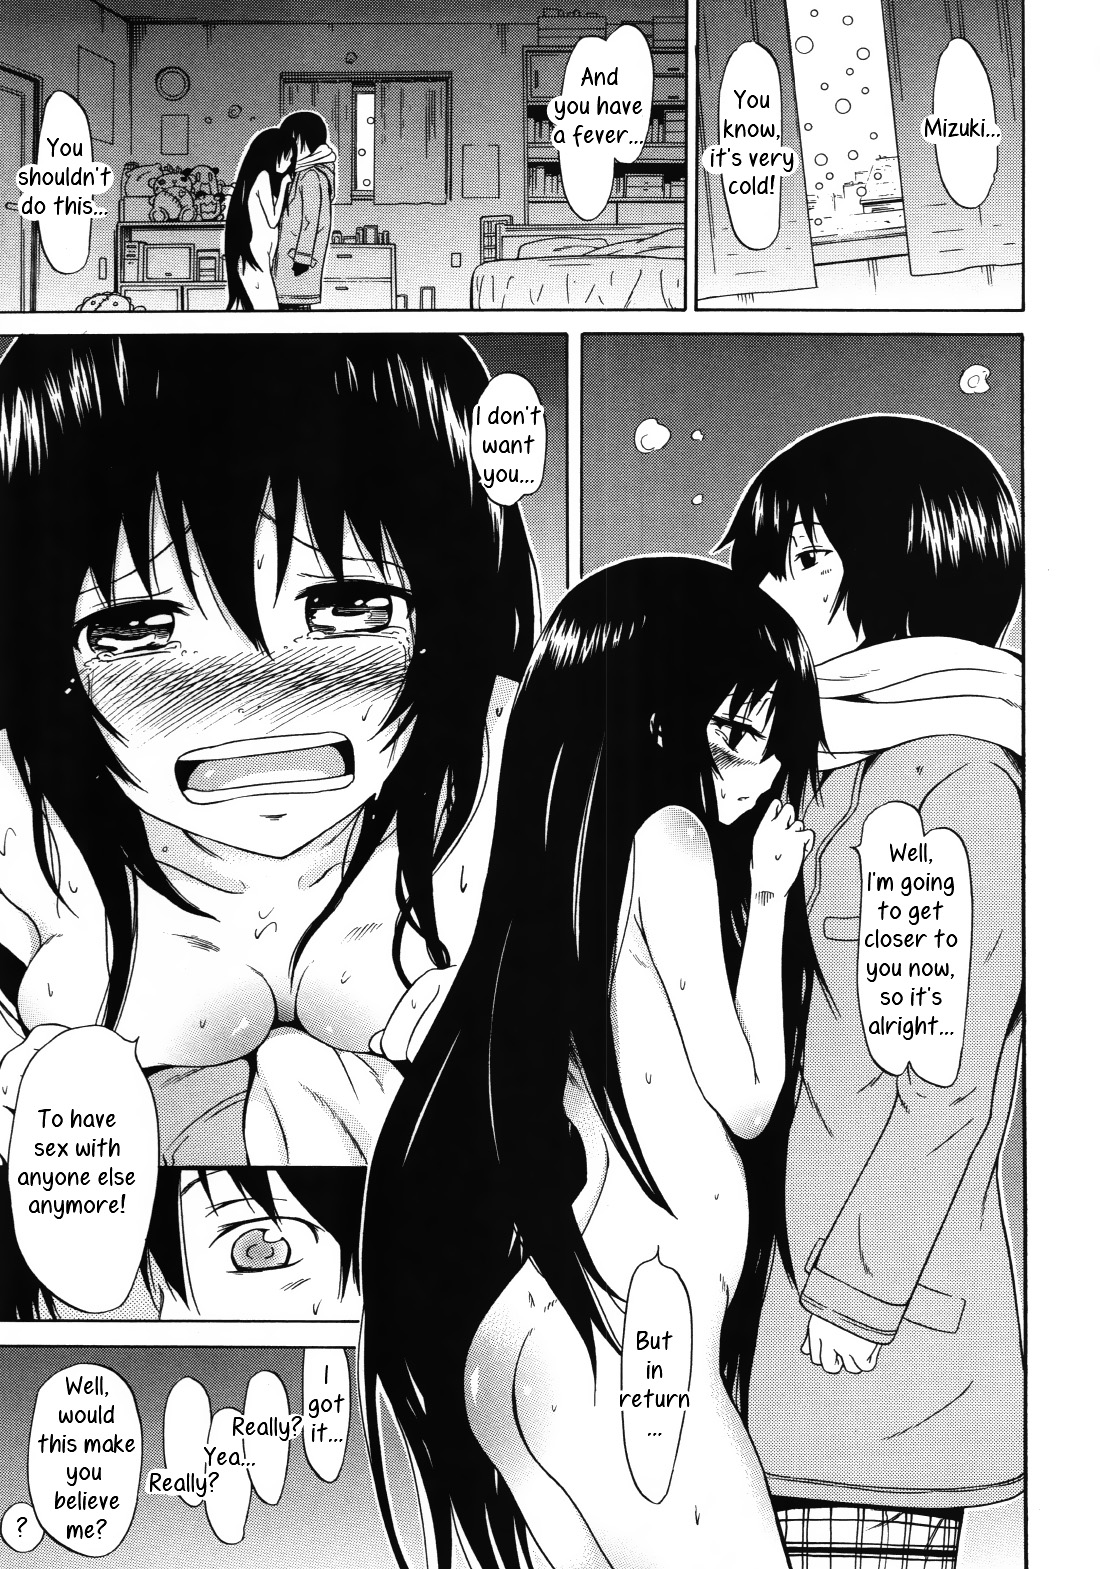 Mizuki...
You
know,
it's very
cold!
And
you have
a fever...
You
shouldn't
do this...
Well,
I'm going
to get
closer to
you now,
so it's
alright...
But
in
return
...
I don't
want
you...
To have
sex with
anyone else
anymore!
I
got
it...
Really?
Yea...
Really?
Well,
would
this make
you
believe
me?
?